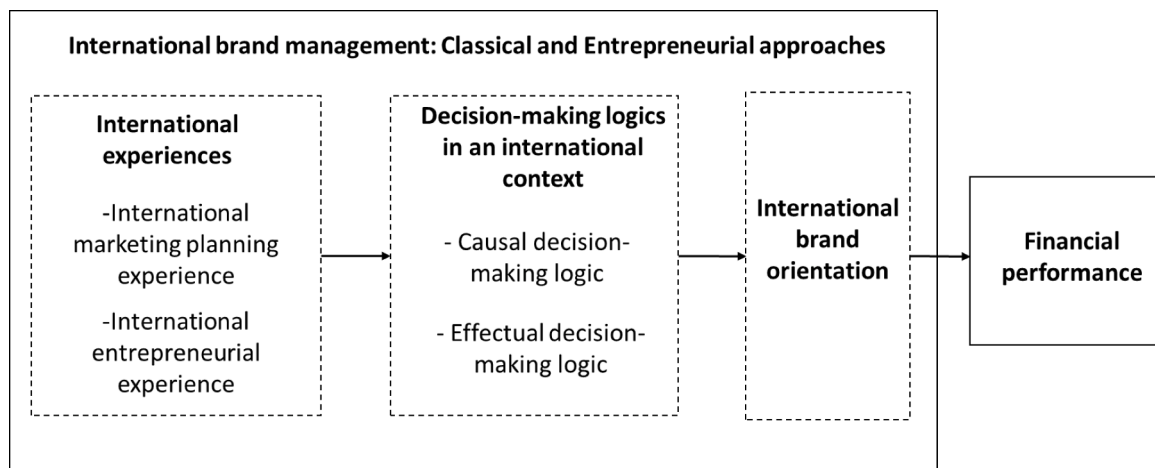 International brand management: Classical and Entrepreneurial approaches
International
experiences
-International
marketing planning
experience
-International
entrepreneurial
experience
Decision-making logics
in an international
context
- Causal decision-
making logic
- Effectual decision-
making logic
International
brand
orientation
Financial
performance